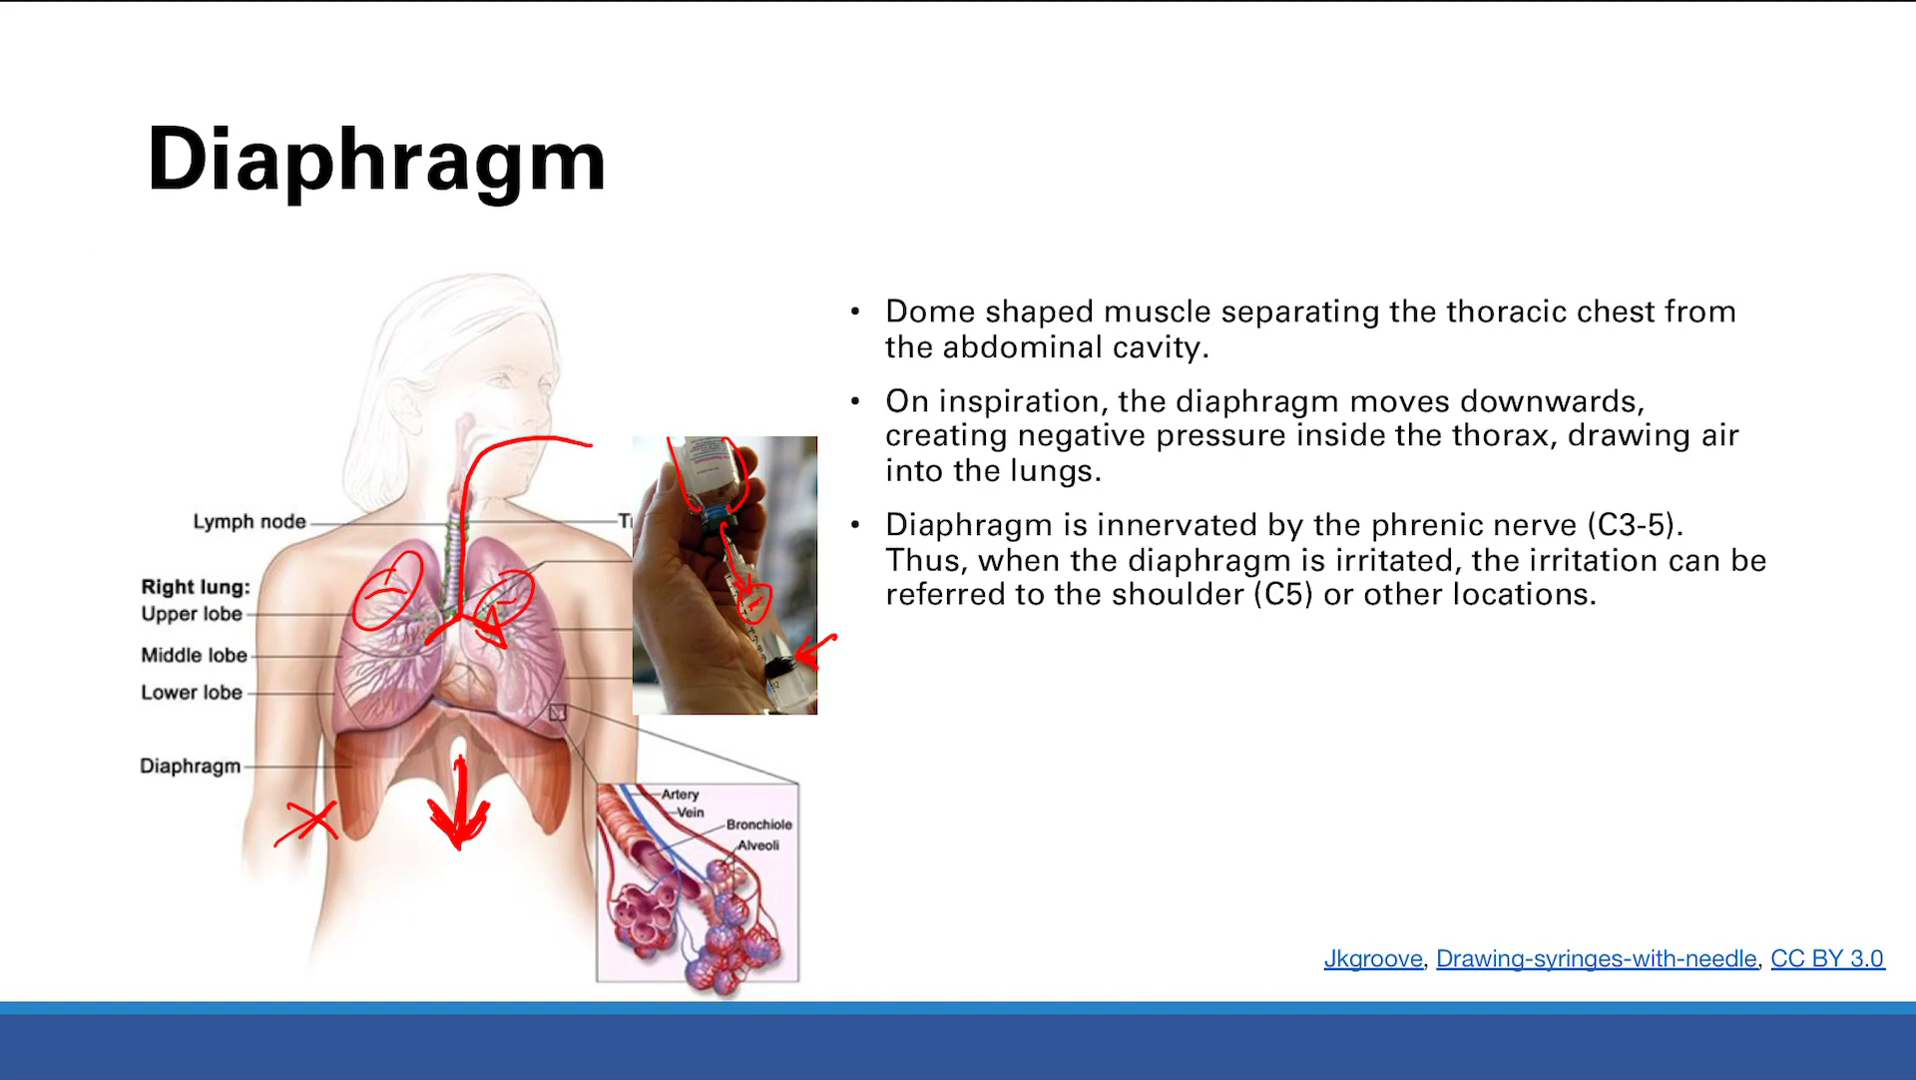 Diaphragm
• Dome shaped muscle separating the thoracic chest from
the abdominal cavity.
• On inspiration, the diaphragm moves downwards,
creating negative pressure inside the thorax, drawing air
into the lungs.
• Diaphragm is innervated by the phrenic nerve (C3-5).
Thus, when the diaphragm is irritated, the irritation can be
referred to the shoulder (C5) or other locations.
Lymph node
Right lung:
Upper lobe
Middle lobe
Lower lobe
Diaphragm
Artery
Vein
Bronchiole
Alveoli
Jkgroove, Drawing-syringes-with-needle, CC BY 3.0